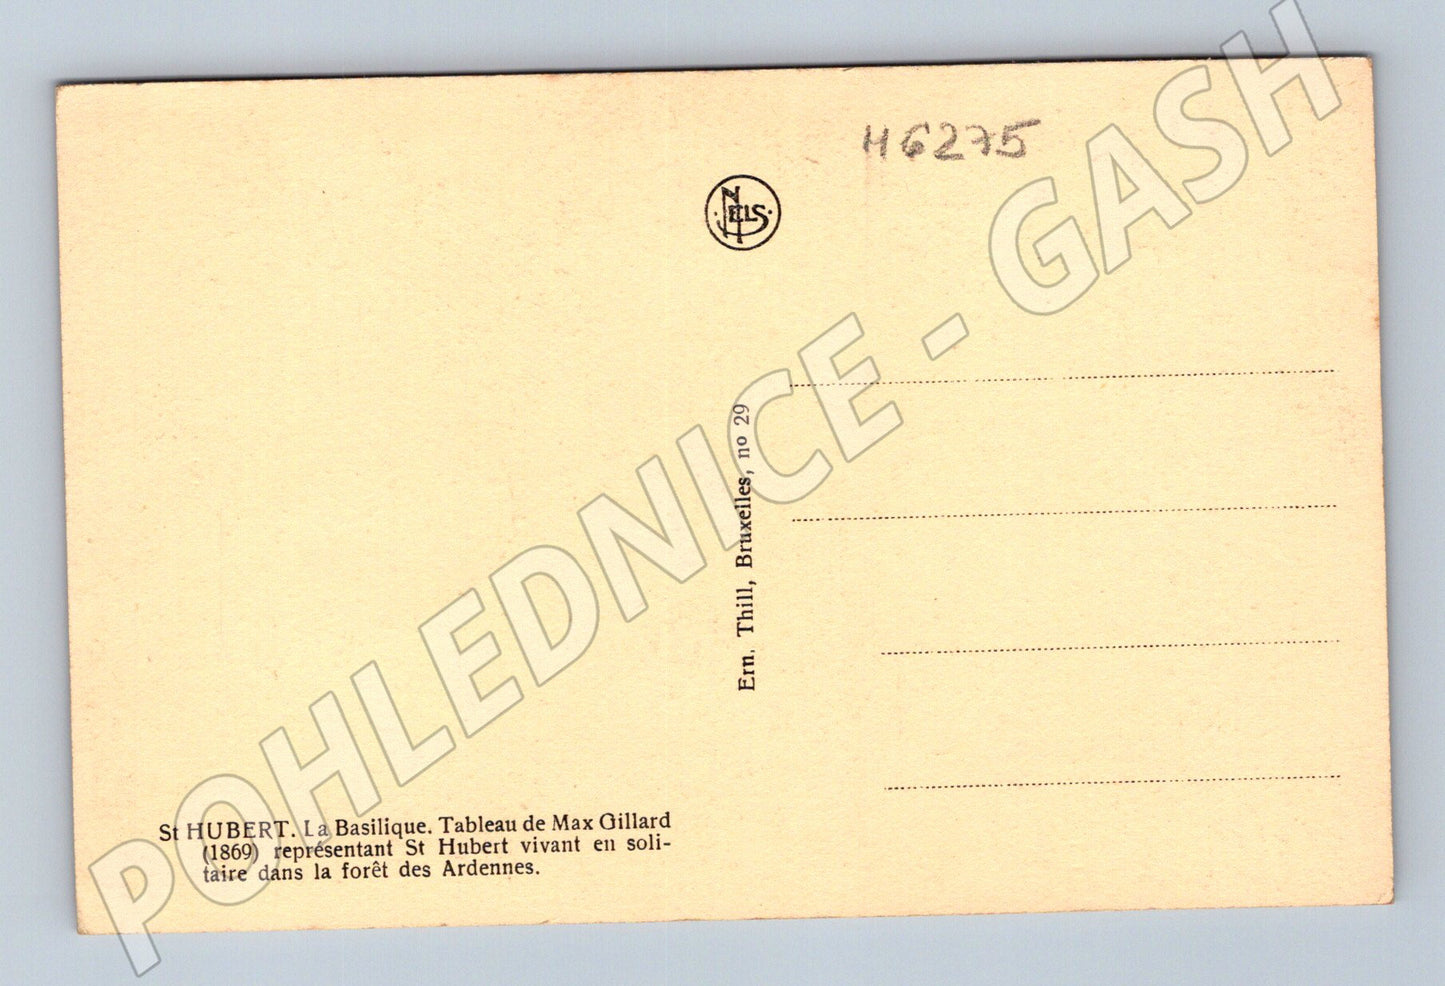 H6275
NELS
Ern. Thill, Bruxelles, no 29
St HUBERT. La Basilique. Tableau de Max Gillard
(1869) représentant St Hubert vivant en soli-
taire dans la forêt des Ardennes.
POHLEDNICE - GASH